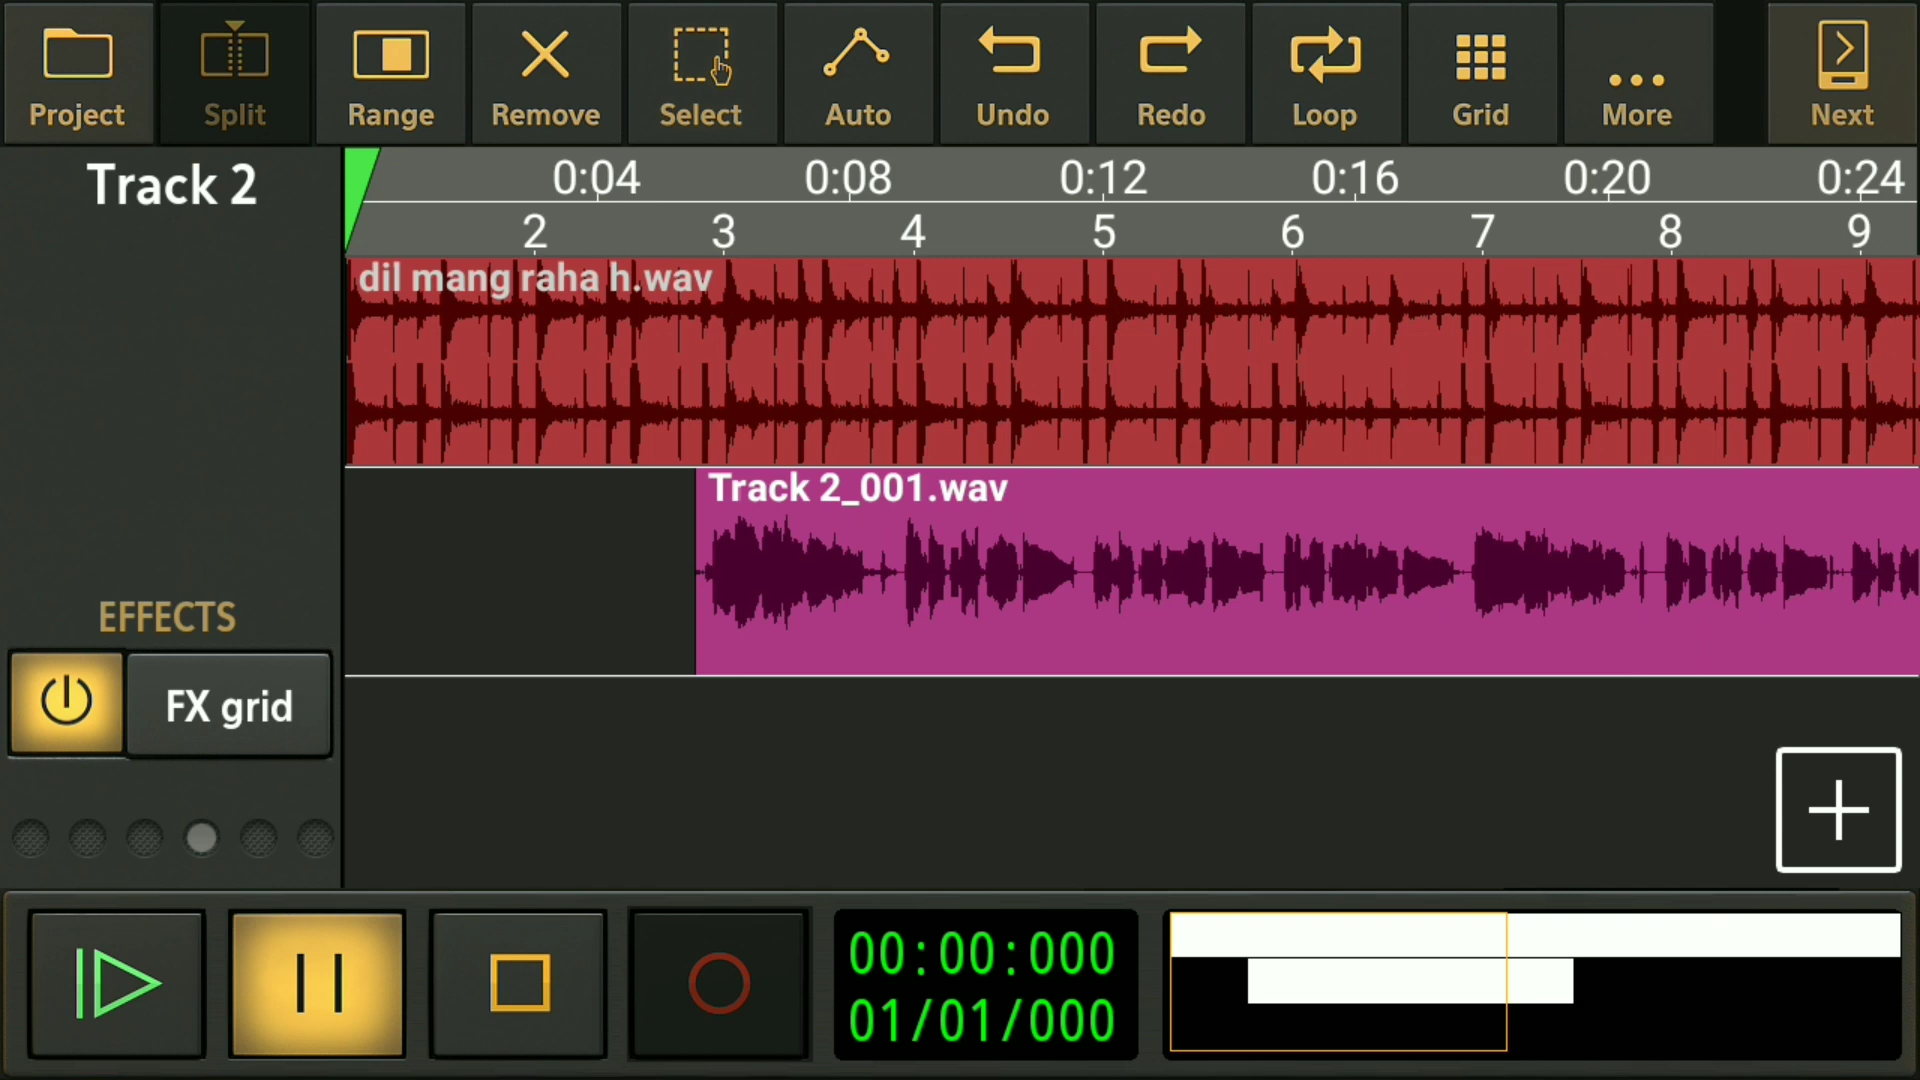 Project Split Range Remove Select Auto Undo Redo Loop Grid More Next
Track 2
0:04 0:08 0:12 0:16 0:20 0:24
2 3 4 5 6 7 8 9
dil mang raha h.wav
Track 2_001.wav
EFFECTS
FX grid
00:00:000
01/01/000